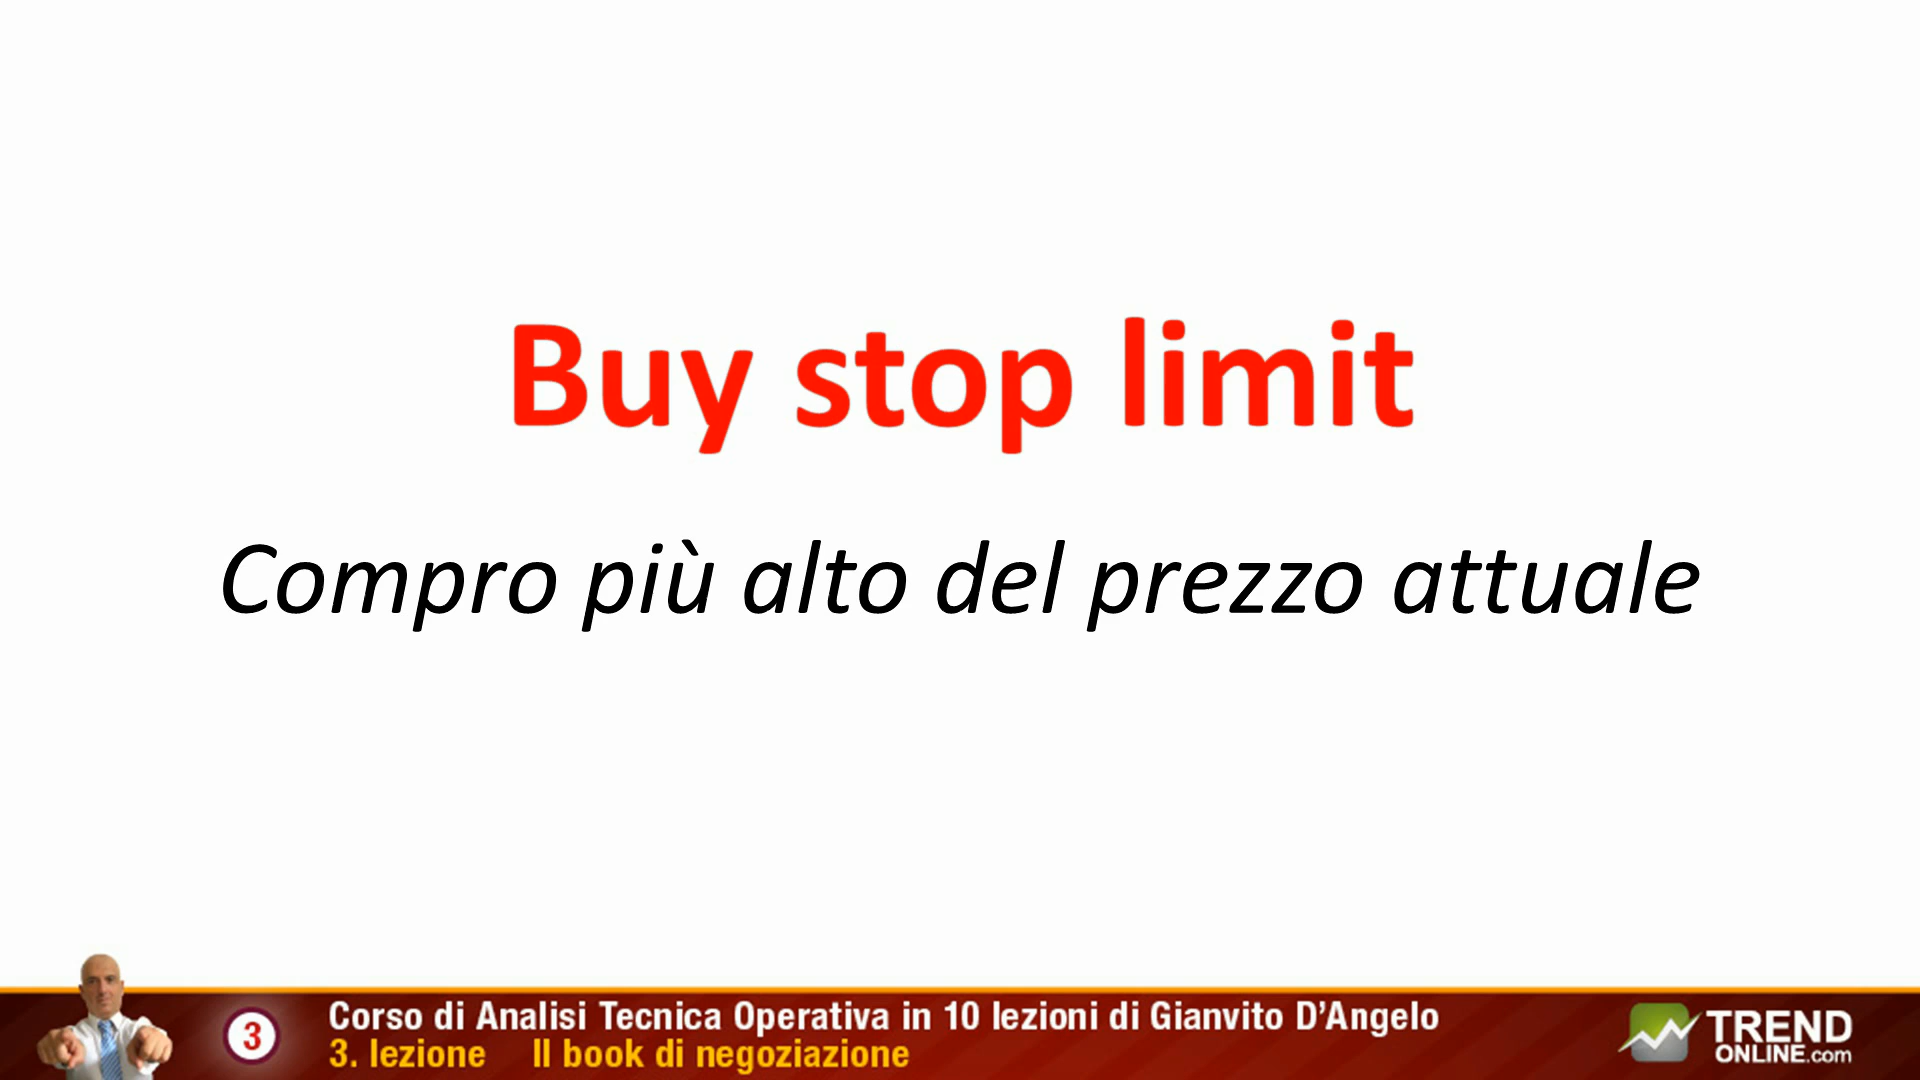 Buy stop limit
Compro più alto del prezzo attuale
3
Corso di Analisi Tecnica Operativa in 10 lezioni di Gianvito D'Angelo
3. lezione Il book di negoziazione
TREND
ONLINE.com